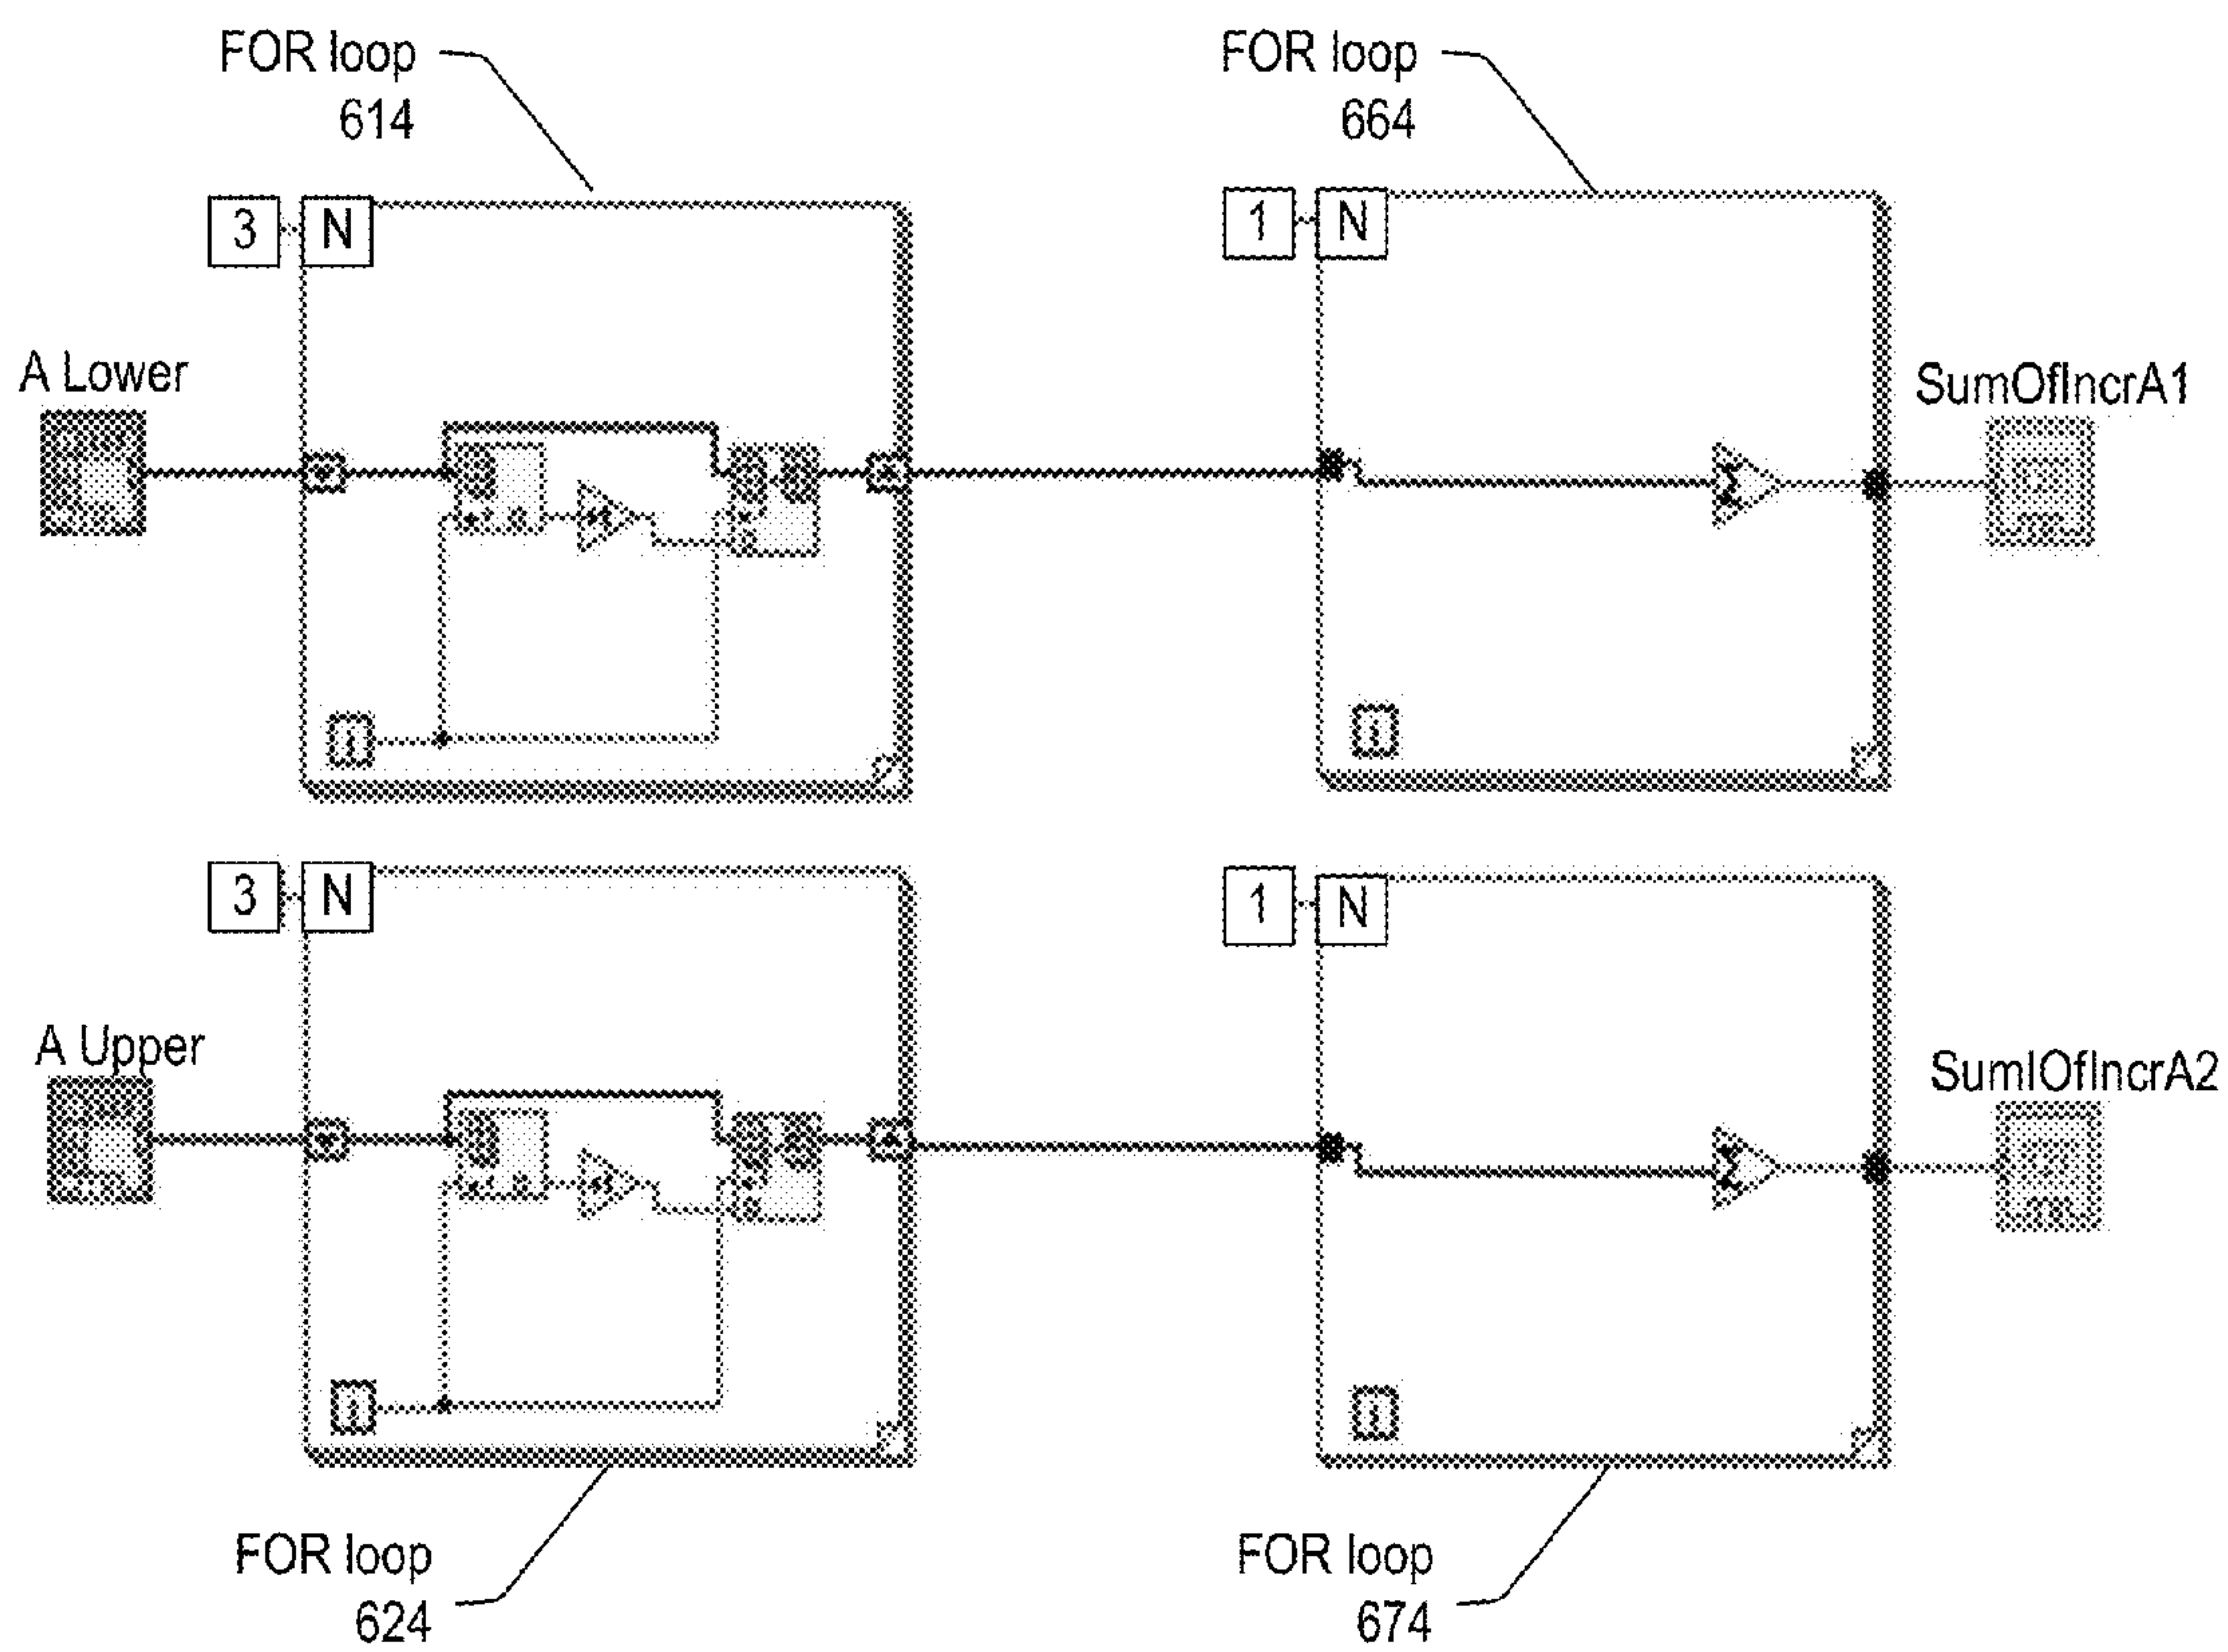 FOR loop
614
FOR loop
664
3
N
1
N
A Lower
SumOfIncrA1
Σ
i
i
3
N
1
N
A Upper
SumIOfIncrA2
Σ
i
i
FOR loop
624
FOR loop
674